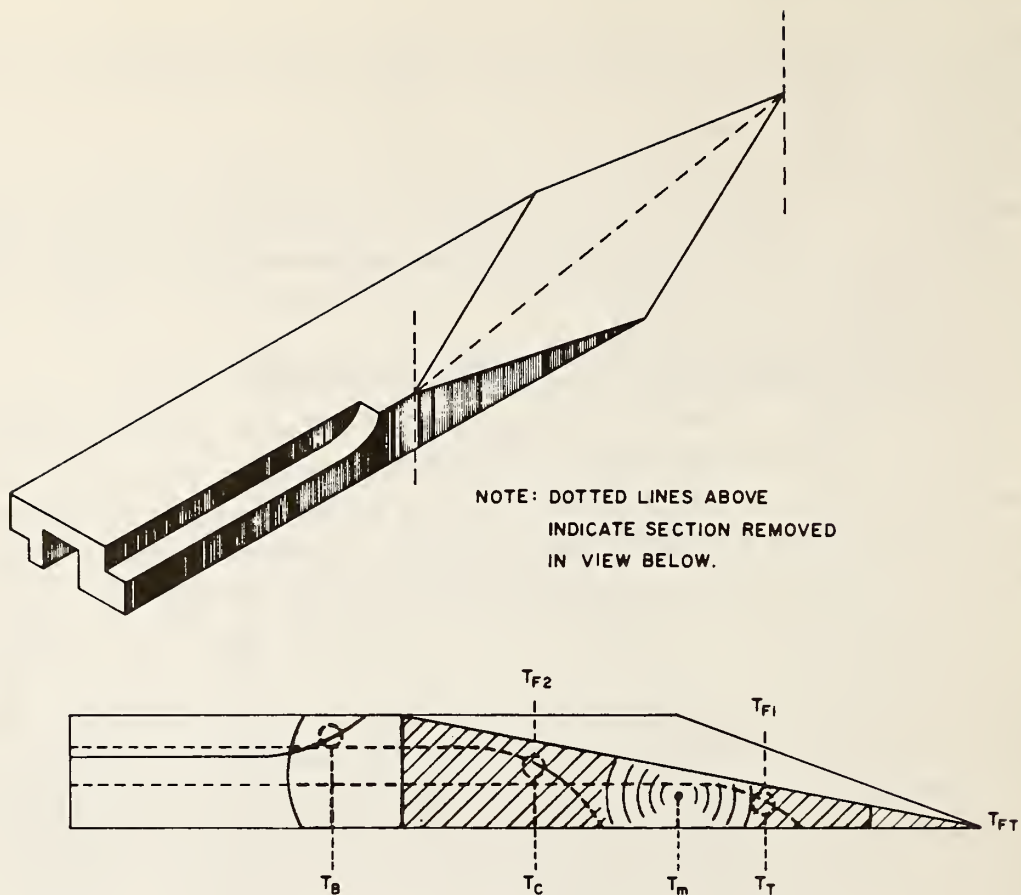 NOTE: DOTTED LINES ABOVE
INDICATE SECTION REMOVED
IN VIEW BELOW.
TF2
TF1
TFT
TB
TC
Tm
TT